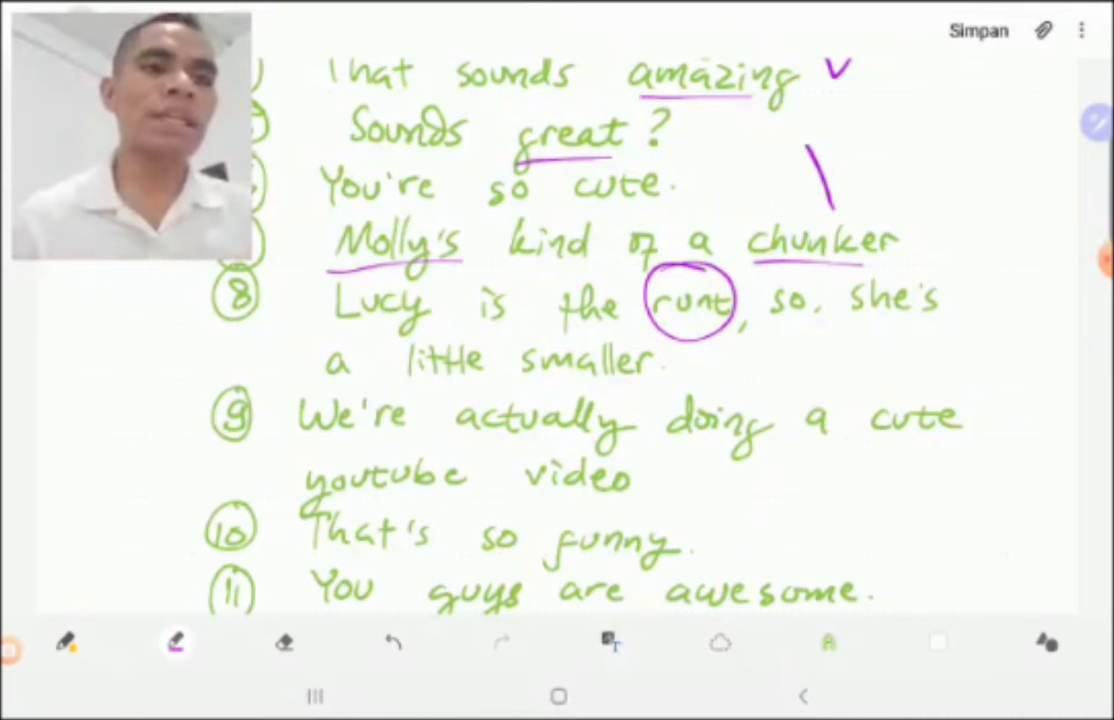 Simpan
That sounds amazing
Sounds great?
You're so cute.
Molly's kind of a chunker
8 Lucy is the runt, so. she's
a little smaller.
9 We're actually doing a cute
youtube video
10 That's so funny.
11 You guys are awesome.